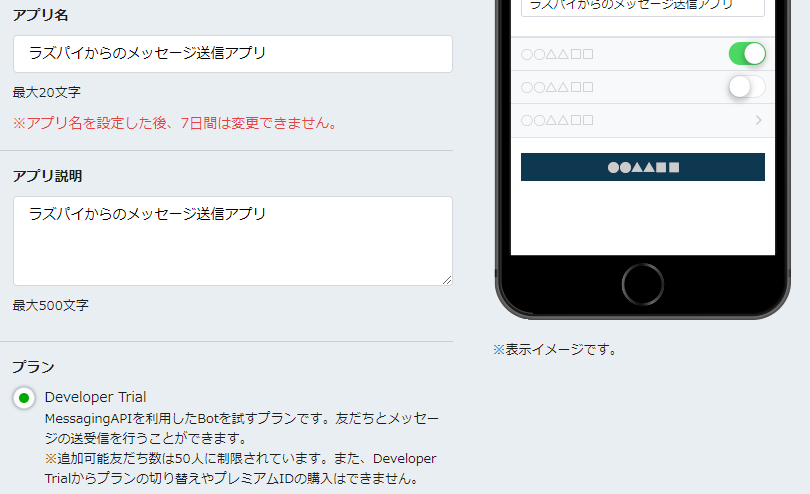 アプリ名
ラズパイからのメッセージ送信アプリ
最大20文字
※アプリ名を設定した後、7日間は変更できません。
アプリ説明
ラズパイからのメッセージ送信アプリ
最大500文字
プラン
Developer Trial
MessagingAPIを利用したBotを試すプランです。友だちとメッセー
ジの送受信を行うことができます。
※追加可能友だち数は50人に制限されています。また、Developer
Trialからプランの切り替えやプレミアムIDの購入はできません。
ラズパイからのメッセージ送信アプリ
○○△△□□
○○△△□□
○○△△□□
●●▲▲■■
※表示イメージです。